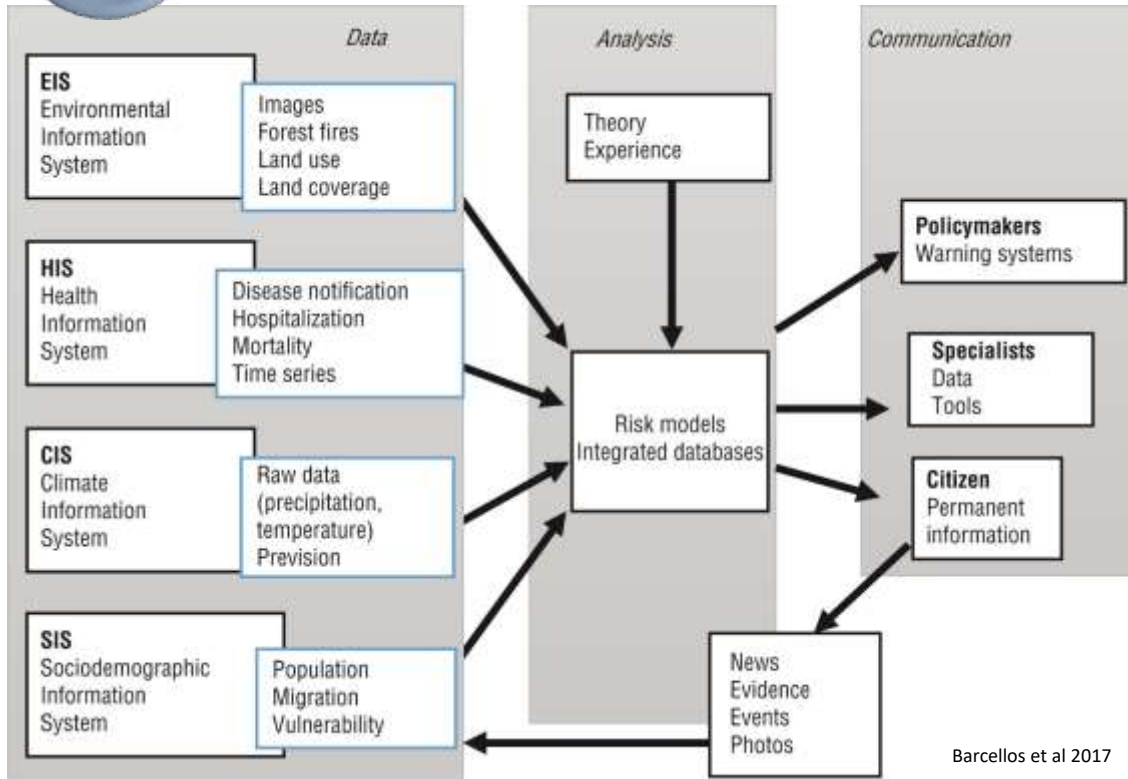 Data
EIS
Environmental
Information
System
Images
Forest fires
Land use
Land coverage
HIS
Health
Information
System
Disease notification
Hospitalization
Mortality
Time series
CIS
Climate
Information
System
Raw data
(precipitation,
temperature)
Prevision
SIS
Sociodemographic
Information
System
Population
Migration
Vulnerability
Analysis
Theory
Experience
Risk models
Integrated databases
Communication
Policymakers
Warning systems
Specialists
Data
Tools
Citizen
Permanent
information
News
Evidence
Events
Photos
Barcellos et al 2017